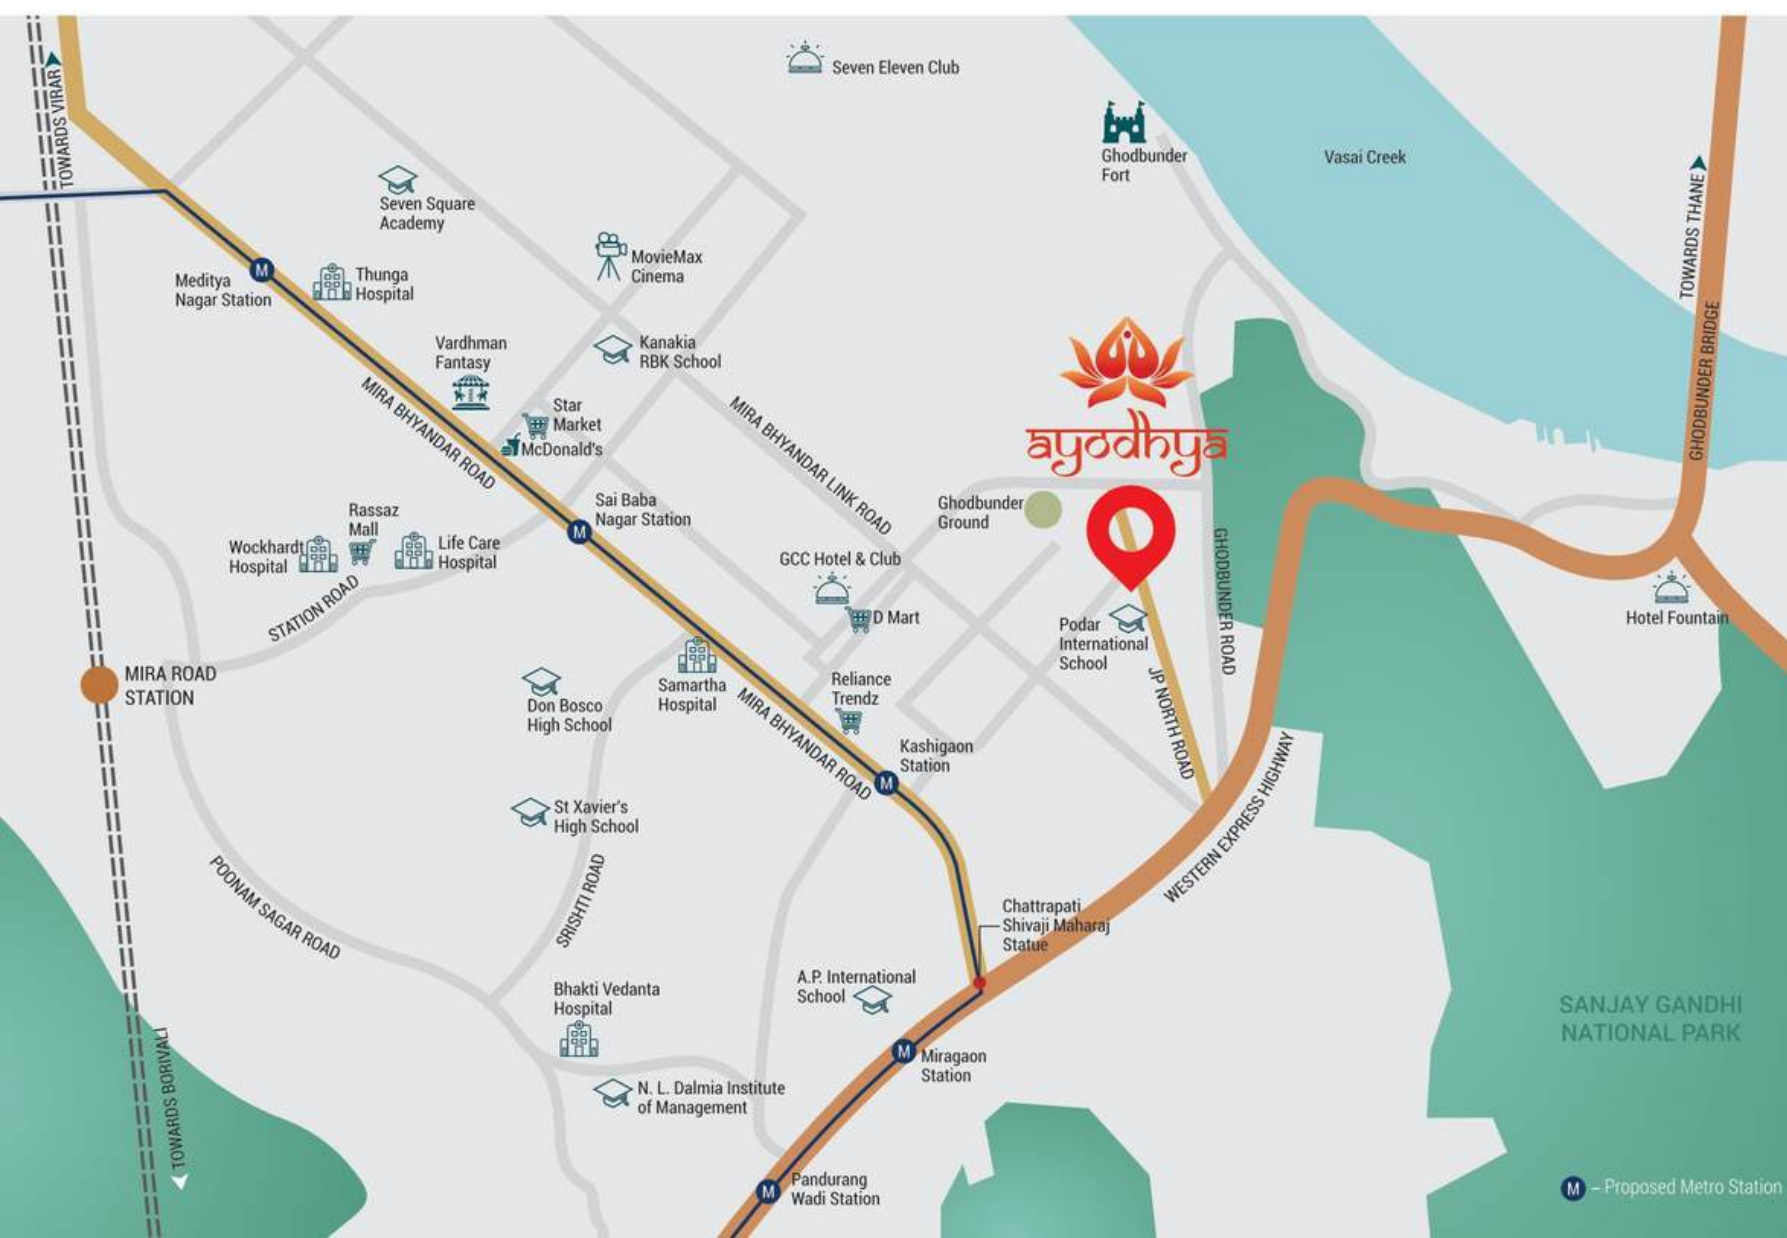 Seven Eleven Club
TOWARDS VIRAR
Ghodbunder
Fort
Vasai Creek
TOWARDS THANE
Seven Square
Academy
MovieMax
Cinema
Meditya
Nagar Station
M
Thunga
Hospital
Vardhman
Fantasy
Kanakia
RBK School
GHODBUNDER BRIDGE
MIRA BHYANDAR ROAD
Star
Market
McDonald's
MIRA BHYANDAR LINK ROAD
ayodhya
Sai Baba
Nagar Station
M
Ghodbunder
Ground
Rassaz
Mall
Wockhardt
Hospital
Life Care
Hospital
GCC Hotel & Club
D Mart
STATION ROAD
GHODBUNDER ROAD
Podar
International
School
Hotel Fountain
MIRA ROAD
STATION
Don Bosco
High School
Samartha
Hospital
MIRA BHYANDAR ROAD
Reliance
Trendz
JP NORTH ROAD
Kashigaon
Station
M
WESTERN EXPRESS HIGHWAY
St Xavier's
High School
POONAM SAGAR ROAD
SRISHTI ROAD
Chattrapati
Shivaji Maharaj
Statue
A.P. International
School
Bhakti Vedanta
Hospital
SANJAY GANDHI
NATIONAL PARK
M
Miragaon
Station
TOWARDS BORIVALI
N. L. Dalmia Institute
of Management
M
Pandurang
Wadi Station
M – Proposed Metro Station